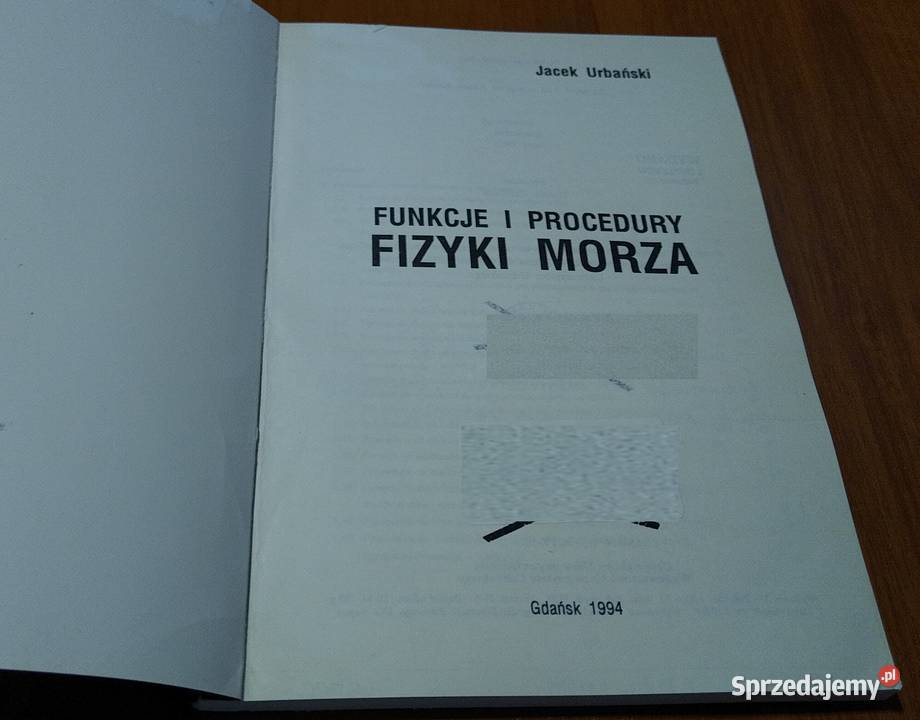 Jacek Urbański
FUNKCJE I PROCEDURY
FIZYKI MORZA
Gdańsk 1994
Sprzedajemy.pl